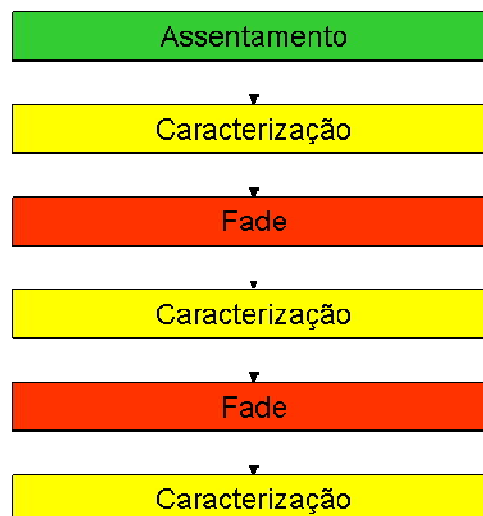 Assentamento
Caracterização
Fade
Caracterização
Fade
Caracterização